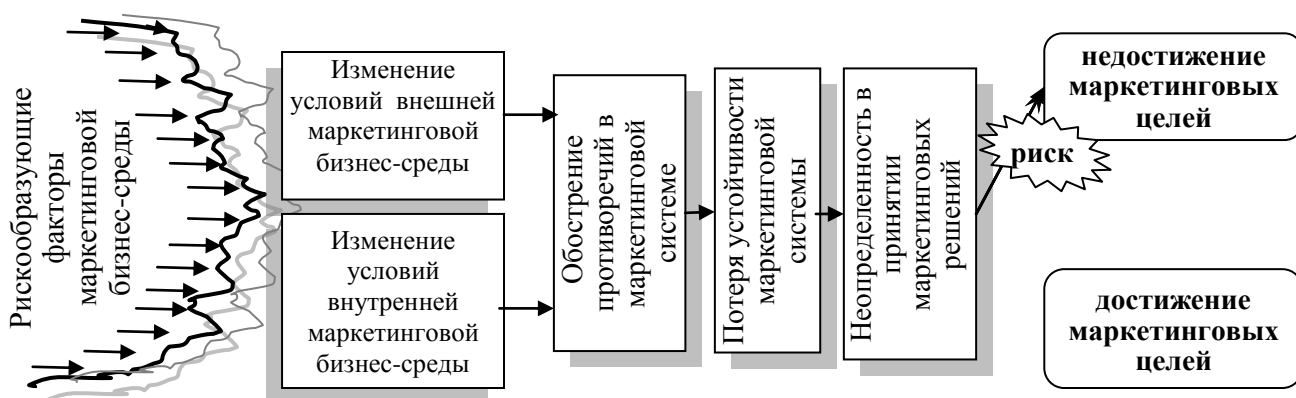 Рискообразующие
факторы
маркетинговой
бизнес-среды
Изменение
условий внешней
маркетинговой
бизнес-среды
Изменение
условий
внутренней
маркетинговой
бизнес-среды
Обострение
противоречий в
маркетинговой
системе
Потеря устойчивости
маркетинговой
системы
Неопределенность в
принятии
маркетинговых
решений
риск
недостижение
маркетинговых
целей
достижение
маркетинговых
целей